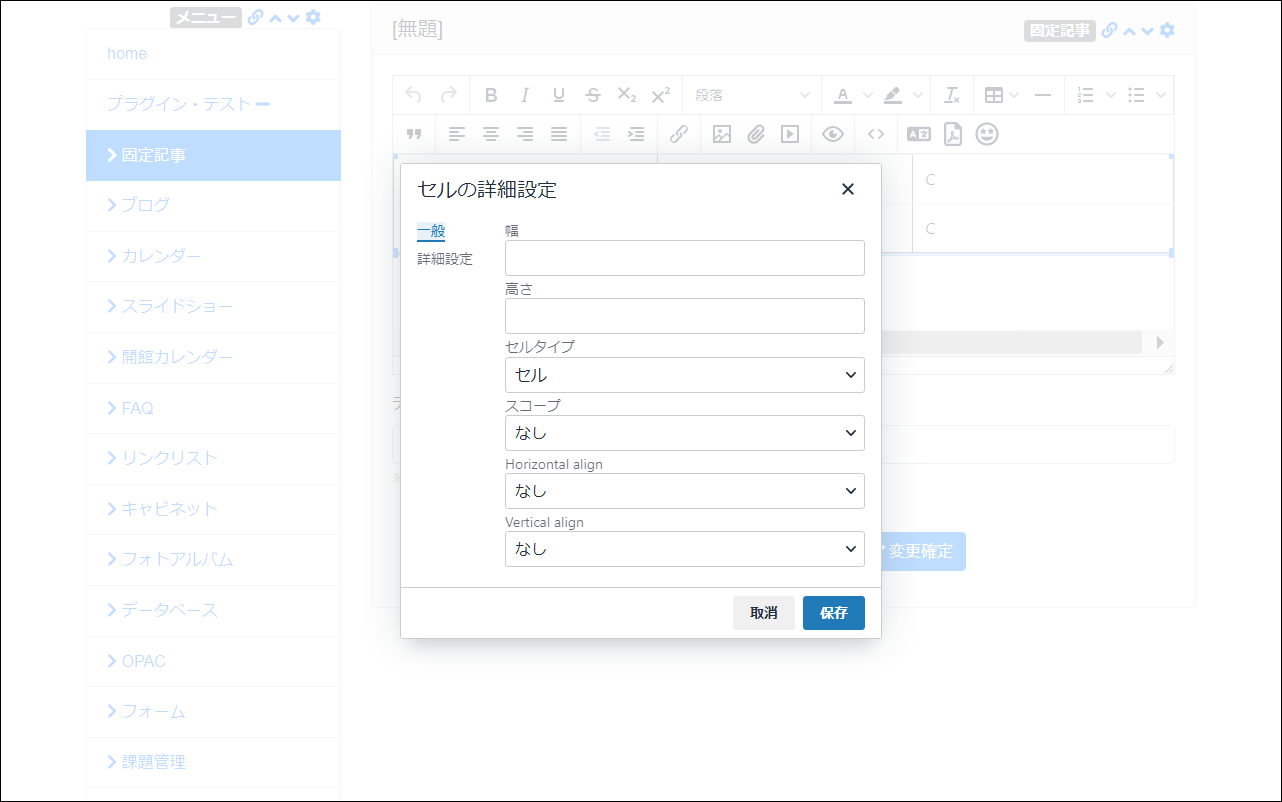 メニュー
home
プラグイン・テスト
固定記事
ブログ
カレンダー
スライドショー
開館カレンダー
FAQ
リンクリスト
キャビネット
フォトアルバム
データベース
OPAC
フォーム
課題管理
[無題]
固定記事
段落
C
C
セルの詳細設定
一般
詳細設定
幅
高さ
セルタイプ
セル
スコープ
なし
Horizontal align
なし
Vertical align
なし
取消
保存
変更確定